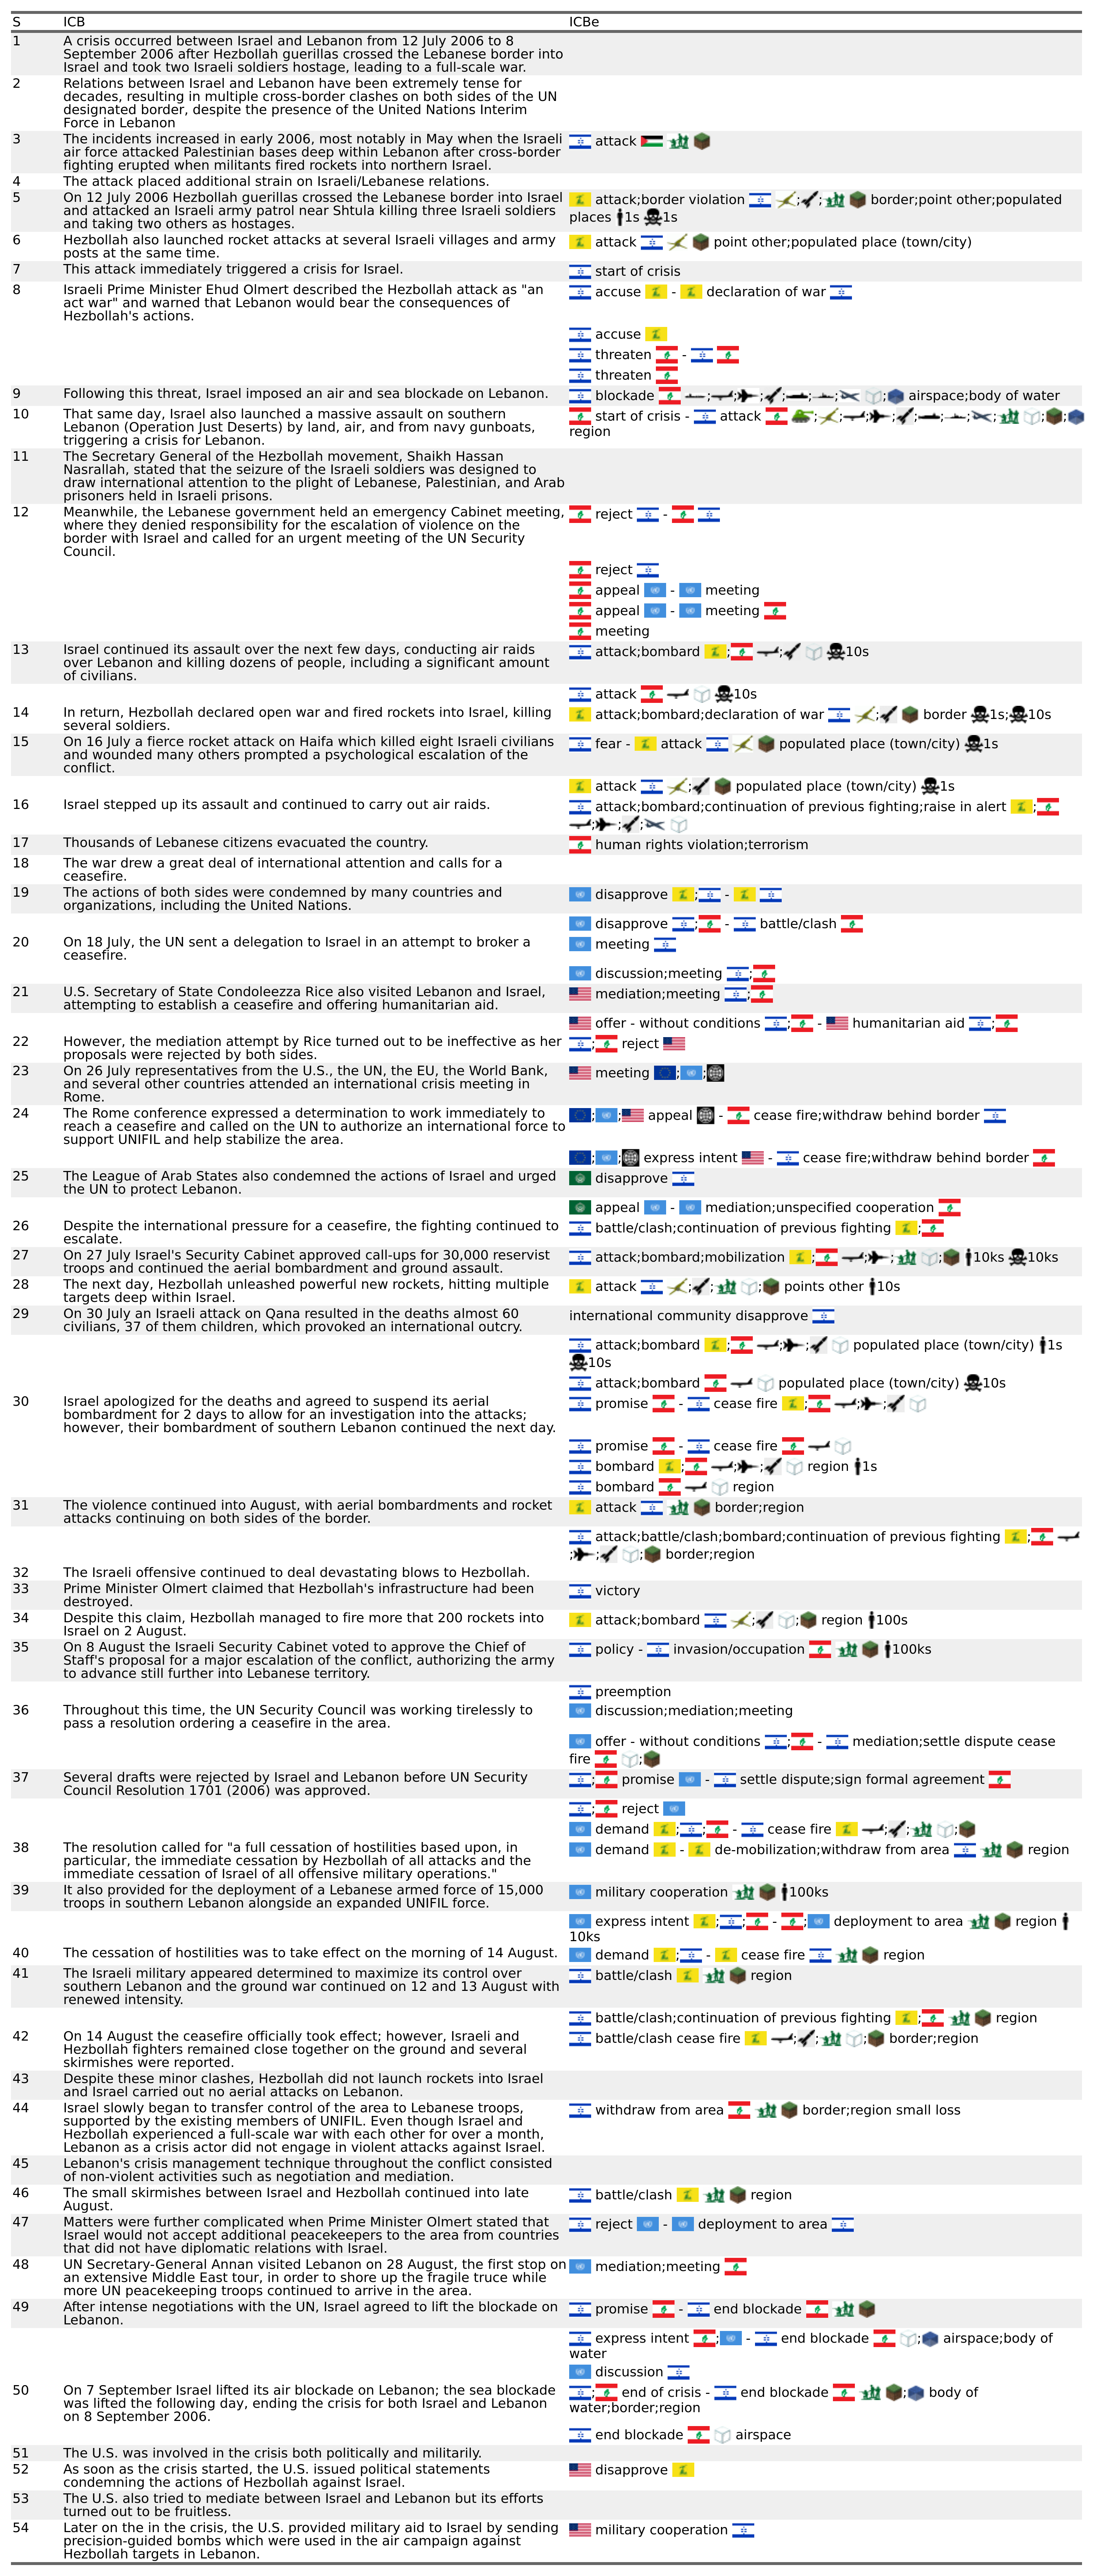 S ICB ICBe
1 A crisis occurred between Israel and Lebanon from 12 July 2006 to 8
September 2006 after Hezbollah guerillas crossed the Lebanese border into
Israel and took two Israeli soldiers hostage, leading to a full-scale war.
2 Relations between Israel and Lebanon have been extremely tense for
decades, resulting in multiple cross-border clashes on both sides of the UN
designated border, despite the presence of the United Nations Interim
Force in Lebanon
3 The incidents increased in early 2006, most notably in May when the Israeli
air force attacked Palestinian bases deep within Lebanon after cross-border
fighting erupted when militants fired rockets into northern Israel.
attack
4 The attack placed additional strain on Israeli/Lebanese relations.
5 On 12 July 2006 Hezbollah guerillas crossed the Lebanese border into Israel
and attacked an Israeli army patrol near Shtula killing three Israeli soldiers
and taking two others as hostages.
attack;border violation ; ; border;point other;populated
places 1s 1s
6 Hezbollah also launched rocket attacks at several Israeli villages and army
posts at the same time.
attack point other;populated place (town/city)
7 This attack immediately triggered a crisis for Israel.
start of crisis
8 Israeli Prime Minister Ehud Olmert described the Hezbollah attack as "an
act war" and warned that Lebanon would bear the consequences of
Hezbollah's actions.
accuse - declaration of war
accuse
threaten -
threaten
9 Following this threat, Israel imposed an air and sea blockade on Lebanon.
blockade ; ; ; ; ; ; ; airspace;body of water
10 That same day, Israel also launched a massive assault on southern
Lebanon (Operation Just Deserts) by land, air, and from navy gunboats,
triggering a crisis for Lebanon.
start of crisis - attack ; ; ; ; ; ; ; ; ; ;
region
11 The Secretary General of the Hezbollah movement, Shaikh Hassan
Nasrallah, stated that the seizure of the Israeli soldiers was designed to
draw international attention to the plight of Lebanese, Palestinian, and Arab
prisoners held in Israeli prisons.
12 Meanwhile, the Lebanese government held an emergency Cabinet meeting,
where they denied responsibility for the escalation of violence on the
border with Israel and called for an urgent meeting of the UN Security
Council.
reject -
reject
appeal - meeting
appeal - meeting
meeting
13 Israel continued its assault over the next few days, conducting air raids
over Lebanon and killing dozens of people, including a significant amount
of civilians.
attack;bombard ; ; 10s
attack 10s
14 In return, Hezbollah declared open war and fired rockets into Israel, killing
several soldiers.
attack;bombard;declaration of war ; border 1s; 10s
15 On 16 July a fierce rocket attack on Haifa which killed eight Israeli civilians
and wounded many others prompted a psychological escalation of the
conflict.
fear - attack populated place (town/city) 1s
attack ; populated place (town/city) 1s
16 Israel stepped up its assault and continued to carry out air raids.
attack;bombard;continuation of previous fighting;raise in alert ;
; ; ;
17 Thousands of Lebanese citizens evacuated the country.
human rights violation;terrorism
18 The war drew a great deal of international attention and calls for a
ceasefire.
19 The actions of both sides were condemned by many countries and
organizations, including the United Nations.
disapprove ; -
disapprove ; - battle/clash
20 On 18 July, the UN sent a delegation to Israel in an attempt to broker a
ceasefire.
meeting
discussion;meeting ;
21 U.S. Secretary of State Condoleezza Rice also visited Lebanon and Israel,
attempting to establish a ceasefire and offering humanitarian aid.
mediation;meeting ;
offer - without conditions ; - humanitarian aid ;
22 However, the mediation attempt by Rice turned out to be ineffective as her
proposals were rejected by both sides.
; reject
23 On 26 July representatives from the U.S., the UN, the EU, the World Bank,
and several other countries attended an international crisis meeting in
Rome.
meeting ; ;
24 The Rome conference expressed a determination to work immediately to
reach a ceasefire and called on the UN to authorize an international force to
support UNIFIL and help stabilize the area.
; ; appeal - cease fire;withdraw behind border
; ; express intent - cease fire;withdraw behind border
25 The League of Arab States also condemned the actions of Israel and urged
the UN to protect Lebanon.
disapprove
appeal - mediation;unspecified cooperation
26 Despite the international pressure for a ceasefire, the fighting continued to
escalate.
battle/clash;continuation of previous fighting ;
27 On 27 July Israel's Security Cabinet approved call-ups for 30,000 reservist
troops and continued the aerial bombardment and ground assault.
attack;bombard;mobilization ; ; ; ; 10ks 10ks
28 The next day, Hezbollah unleashed powerful new rockets, hitting multiple
targets deep within Israel.
attack ; ; ; points other 10s
29 On 30 July an Israeli attack on Qana resulted in the deaths almost 60
civilians, 37 of them children, which provoked an international outcry.
international community disapprove
attack;bombard ; ; ; populated place (town/city) 1s
10s
attack;bombard populated place (town/city) 10s
30 Israel apologized for the deaths and agreed to suspend its aerial
bombardment for 2 days to allow for an investigation into the attacks;
however, their bombardment of southern Lebanon continued the next day.
promise - cease fire ; ; ;
promise - cease fire
bombard ; ; ; region 1s
bombard region
31 The violence continued into August, with aerial bombardments and rocket
attacks continuing on both sides of the border.
attack border;region
attack;battle/clash;bombard;continuation of previous fighting ;
; ; ; border;region
32 The Israeli offensive continued to deal devastating blows to Hezbollah.
33 Prime Minister Olmert claimed that Hezbollah's infrastructure had been
destroyed.
victory
34 Despite this claim, Hezbollah managed to fire more that 200 rockets into
Israel on 2 August.
attack;bombard ; ; region 100s
35 On 8 August the Israeli Security Cabinet voted to approve the Chief of
Staff's proposal for a major escalation of the conflict, authorizing the army
to advance still further into Lebanese territory.
policy - invasion/occupation 100ks
preemption
36 Throughout this time, the UN Security Council was working tirelessly to
pass a resolution ordering a ceasefire in the area.
discussion;mediation;meeting
offer - without conditions ; - mediation;settle dispute cease
fire ;
37 Several drafts were rejected by Israel and Lebanon before UN Security
Council Resolution 1701 (2006) was approved.
; promise - settle dispute;sign formal agreement
; reject
demand ; ; - cease fire ; ; ;
38 The resolution called for "a full cessation of hostilities based upon, in
particular, the immediate cessation by Hezbollah of all attacks and the
immediate cessation of Israel of all offensive military operations."
demand - de-mobilization;withdraw from area region
39 It also provided for the deployment of a Lebanese armed force of 15,000
troops in southern Lebanon alongside an expanded UNIFIL force.
military cooperation 100ks
express intent ; ; - ; deployment to area region
10ks
40 The cessation of hostilities was to take effect on the morning of 14 August.
demand ; - cease fire region
41 The Israeli military appeared determined to maximize its control over
southern Lebanon and the ground war continued on 12 and 13 August with
renewed intensity.
battle/clash region
battle/clash;continuation of previous fighting ; region
42 On 14 August the ceasefire officially took effect; however, Israeli and
Hezbollah fighters remained close together on the ground and several
skirmishes were reported.
battle/clash cease fire ; ; ; border;region
43 Despite these minor clashes, Hezbollah did not launch rockets into Israel
and Israel carried out no aerial attacks on Lebanon.
44 Israel slowly began to transfer control of the area to Lebanese troops,
supported by the existing members of UNIFIL. Even though Israel and
Hezbollah experienced a full-scale war with each other for over a month,
Lebanon as a crisis actor did not engage in violent attacks against Israel.
withdraw from area border;region small loss
45 Lebanon's crisis management technique throughout the conflict consisted
of non-violent activities such as negotiation and mediation.
46 The small skirmishes between Israel and Hezbollah continued into late
August.
battle/clash region
47 Matters were further complicated when Prime Minister Olmert stated that
Israel would not accept additional peacekeepers to the area from countries
that did not have diplomatic relations with Israel.
reject - deployment to area
48 UN Secretary-General Annan visited Lebanon on 28 August, the first stop on
an extensive Middle East tour, in order to shore up the fragile truce while
more UN peacekeeping troops continued to arrive in the area.
mediation;meeting
49 After intense negotiations with the UN, Israel agreed to lift the blockade on
Lebanon.
promise - end blockade
express intent ; - end blockade ; airspace;body of
water
discussion
50 On 7 September Israel lifted its air blockade on Lebanon; the sea blockade
was lifted the following day, ending the crisis for both Israel and Lebanon
on 8 September 2006.
; end of crisis - end blockade ; body of
water;border;region
end blockade airspace
51 The U.S. was involved in the crisis both politically and militarily.
52 As soon as the crisis started, the U.S. issued political statements
condemning the actions of Hezbollah against Israel.
disapprove
53 The U.S. also tried to mediate between Israel and Lebanon but its efforts
turned out to be fruitless.
54 Later on the in the crisis, the U.S. provided military aid to Israel by sending
precision-guided bombs which were used in the air campaign against
Hezbollah targets in Lebanon.
military cooperation